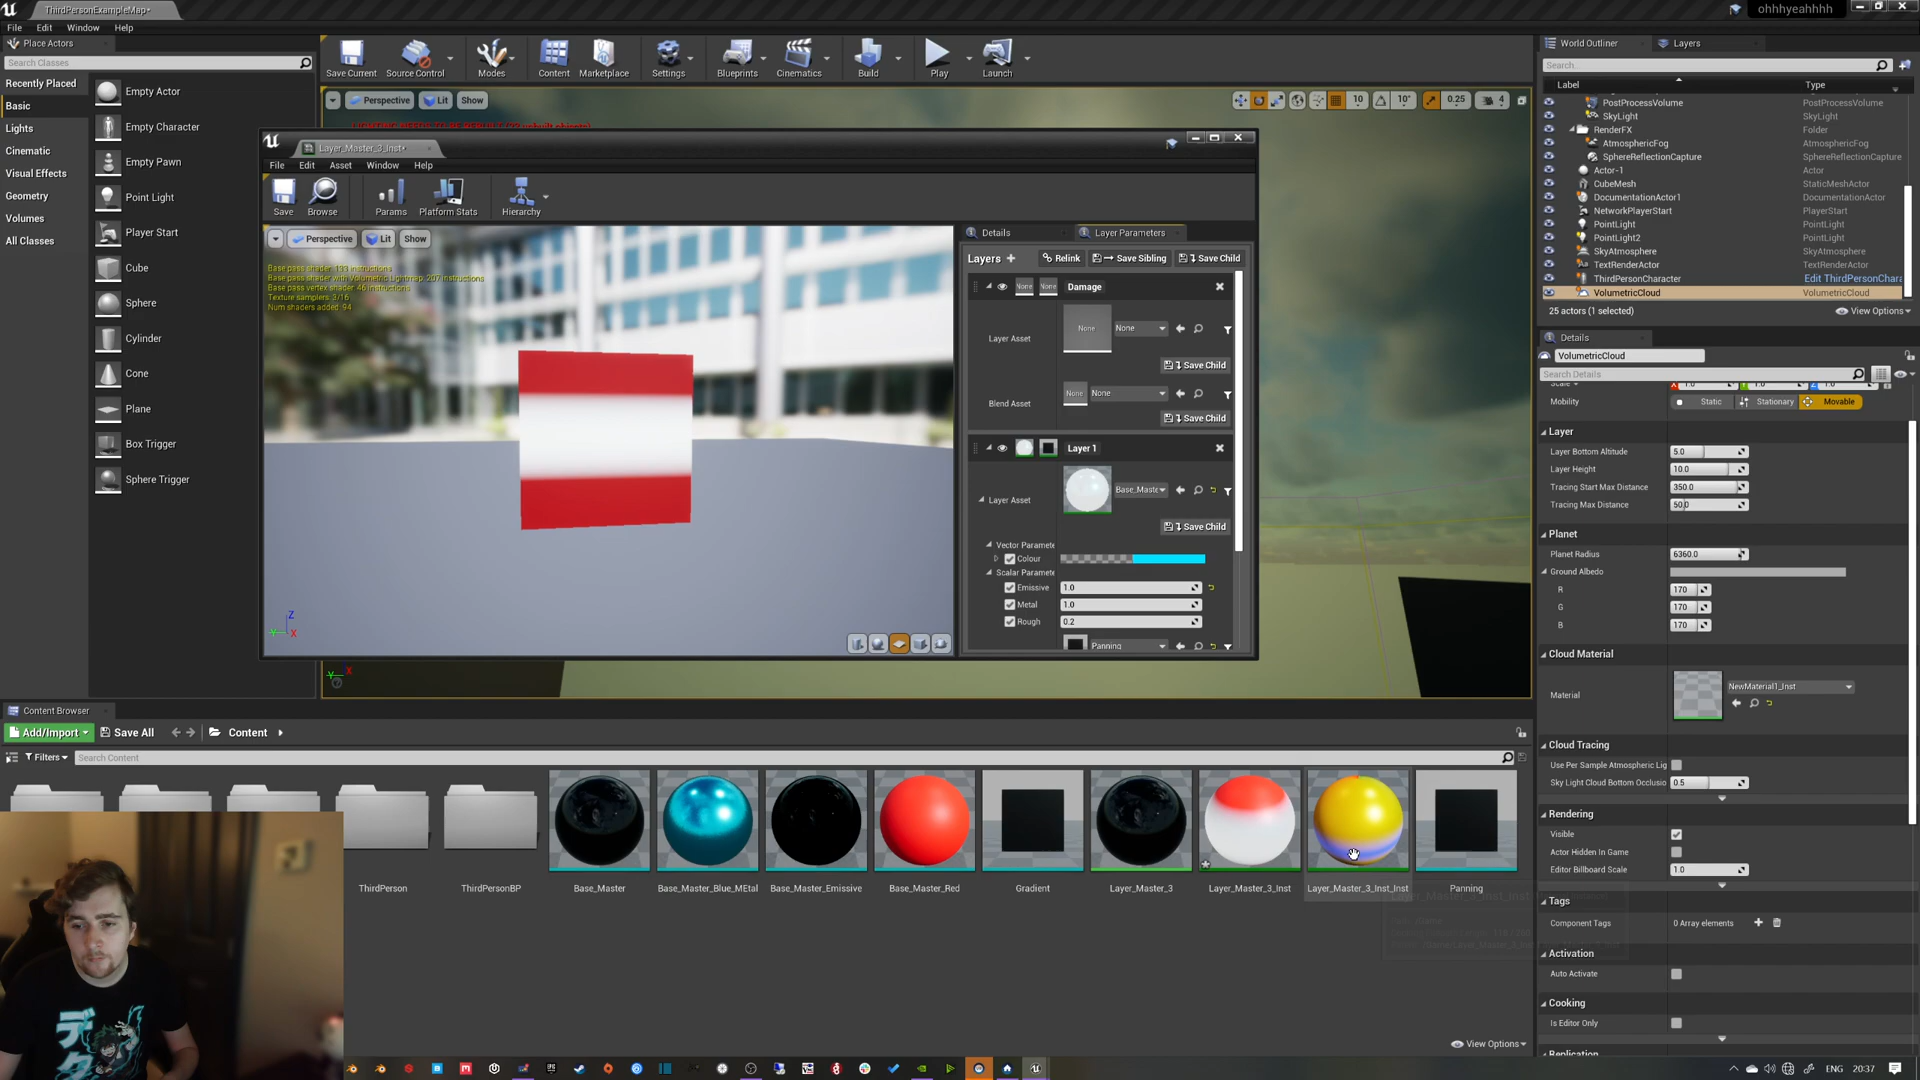 ThirdPersonExampleMap•
ohhhyeahhhh
File Edit Window Help
Place Actors
Search Classes
Recently Placed
Basic
Lights
Cinematic
Visual Effects
Geometry
Volumes
All Classes
Empty Actor
Empty Character
Empty Pawn
Point Light
Player Start
Cube
Sphere
Cylinder
Cone
Plane
Box Trigger
Sphere Trigger
Save Current Source Control Modes Content Marketplace Settings Blueprints Cinematics Build Play Launch
Perspective Lit Show
10 10° 0.25 4
Layer_Master_3_Inst•
File Edit Asset Window Help
Save Browse Params Platform Stats Hierarchy
Perspective Lit Show
Base pass shader: 133 instructions
Base pass shader with Volumetric Lightmap: 207 instructions
Base pass vertex shader: 46 instructions
Texture samplers: 3/16
Num shaders added: 94
Z
Y X
Details Layer Parameters
Layers Relink Save Sibling Save Child
None None Damage
Layer Asset None None
Save Child
Blend Asset None None
Save Child
Layer 1
Layer Asset Base_Maste
Save Child
Vector Paramete
Colour
Scalar Paramete
Emissive 1.0
Metal 1.0
Rough 0.2
Panning
World Outliner Layers
Search...
Label Type
PostProcessVolume PostProcessVolume
SkyLight SkyLight
RenderFX Folder
AtmosphericFog AtmosphericFog
SphereReflectionCapture SphereReflectionCapture
Actor-1 Actor
CubeMesh StaticMeshActor
DocumentationActor1 DocumentationActor
NetworkPlayerStart PlayerStart
PointLight PointLight
PointLight2 PointLight
SkyAtmosphere SkyAtmosphere
TextRenderActor TextRenderActor
ThirdPersonCharacter Edit ThirdPersonChara
VolumetricCloud VolumetricCloud
25 actors (1 selected) View Options
Details
VolumetricCloud
Search Details
Scale X 1.0 Y 1.0 Z 1.0
Mobility Static Stationary Movable
Layer
Layer Bottom Altitude 5.0
Layer Height 10.0
Tracing Start Max Distance 350.0
Tracing Max Distance 50.0
Planet
Planet Radius 6360.0
Ground Albedo
R 170
G 170
B 170
Cloud Material
Material NewMaterial1_Inst
Cloud Tracing
Use Per Sample Atmospheric Lig
Sky Light Cloud Bottom Occlusio 0.5
Rendering
Visible
Actor Hidden In Game
Editor Billboard Scale 1.0
Tags
Component Tags 0 Array elements
Activation
Auto Activate
Cooking
Is Editor Only
Replication
Content Browser
Add/Import Save All Content
Filters Search Content
ThirdPerson ThirdPersonBP Base_Master Base_Master_Blue_MEtal Base_Master_Emissive Base_Master_Red Gradient Layer_Master_3 Layer_Master_3_Inst Layer_Master_3_Inst_Inst Panning
View Options
デク
ENG 20:37